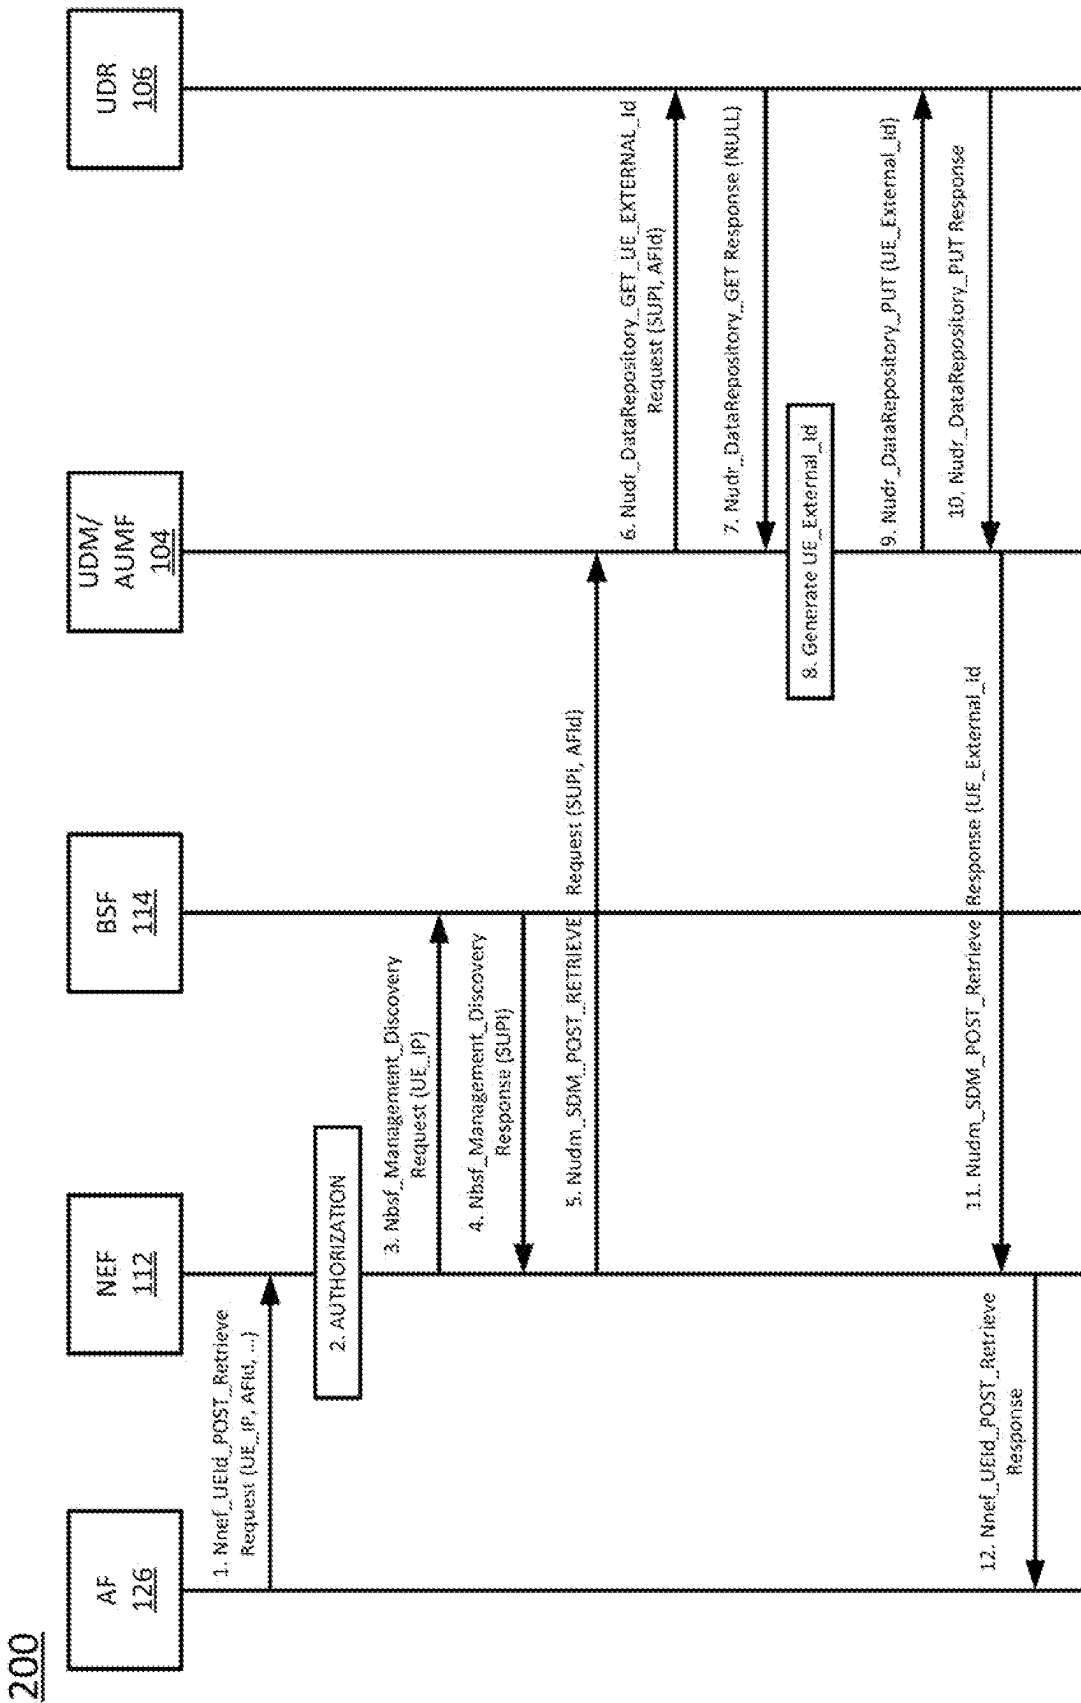 200
AF
126
NEF
112
BSF
114
UDM/
AUMF
104
UDR
106
1. Nnef_UEId_POST_Retrieve
Request (UE_IP, AFId, ...)
2. AUTHORIZATION
3. Nbsf_Management_Discovery
Request (UE_IP)
4. Nbsf_Management_Discovery
Response (SUPI)
5. Nudm_SDM_POST_RETRIEVE Request (SUPI, AFId)
6. Nudr_DataRepository_GET_UE_EXTERNAL_Id
Request (SUPI, AFId)
7. Nudr_DataRepository_GET Response (NULL)
8. Generate UE_External_Id
9. Nudr_DataRepository_PUT (UE_External_Id)
10. Nudr_DataRepository_PUT Response
11. Nudm_SDM_POST_Retrieve Response (UE_External_Id
12. Nnef_UEId_POST_Retrieve
Response